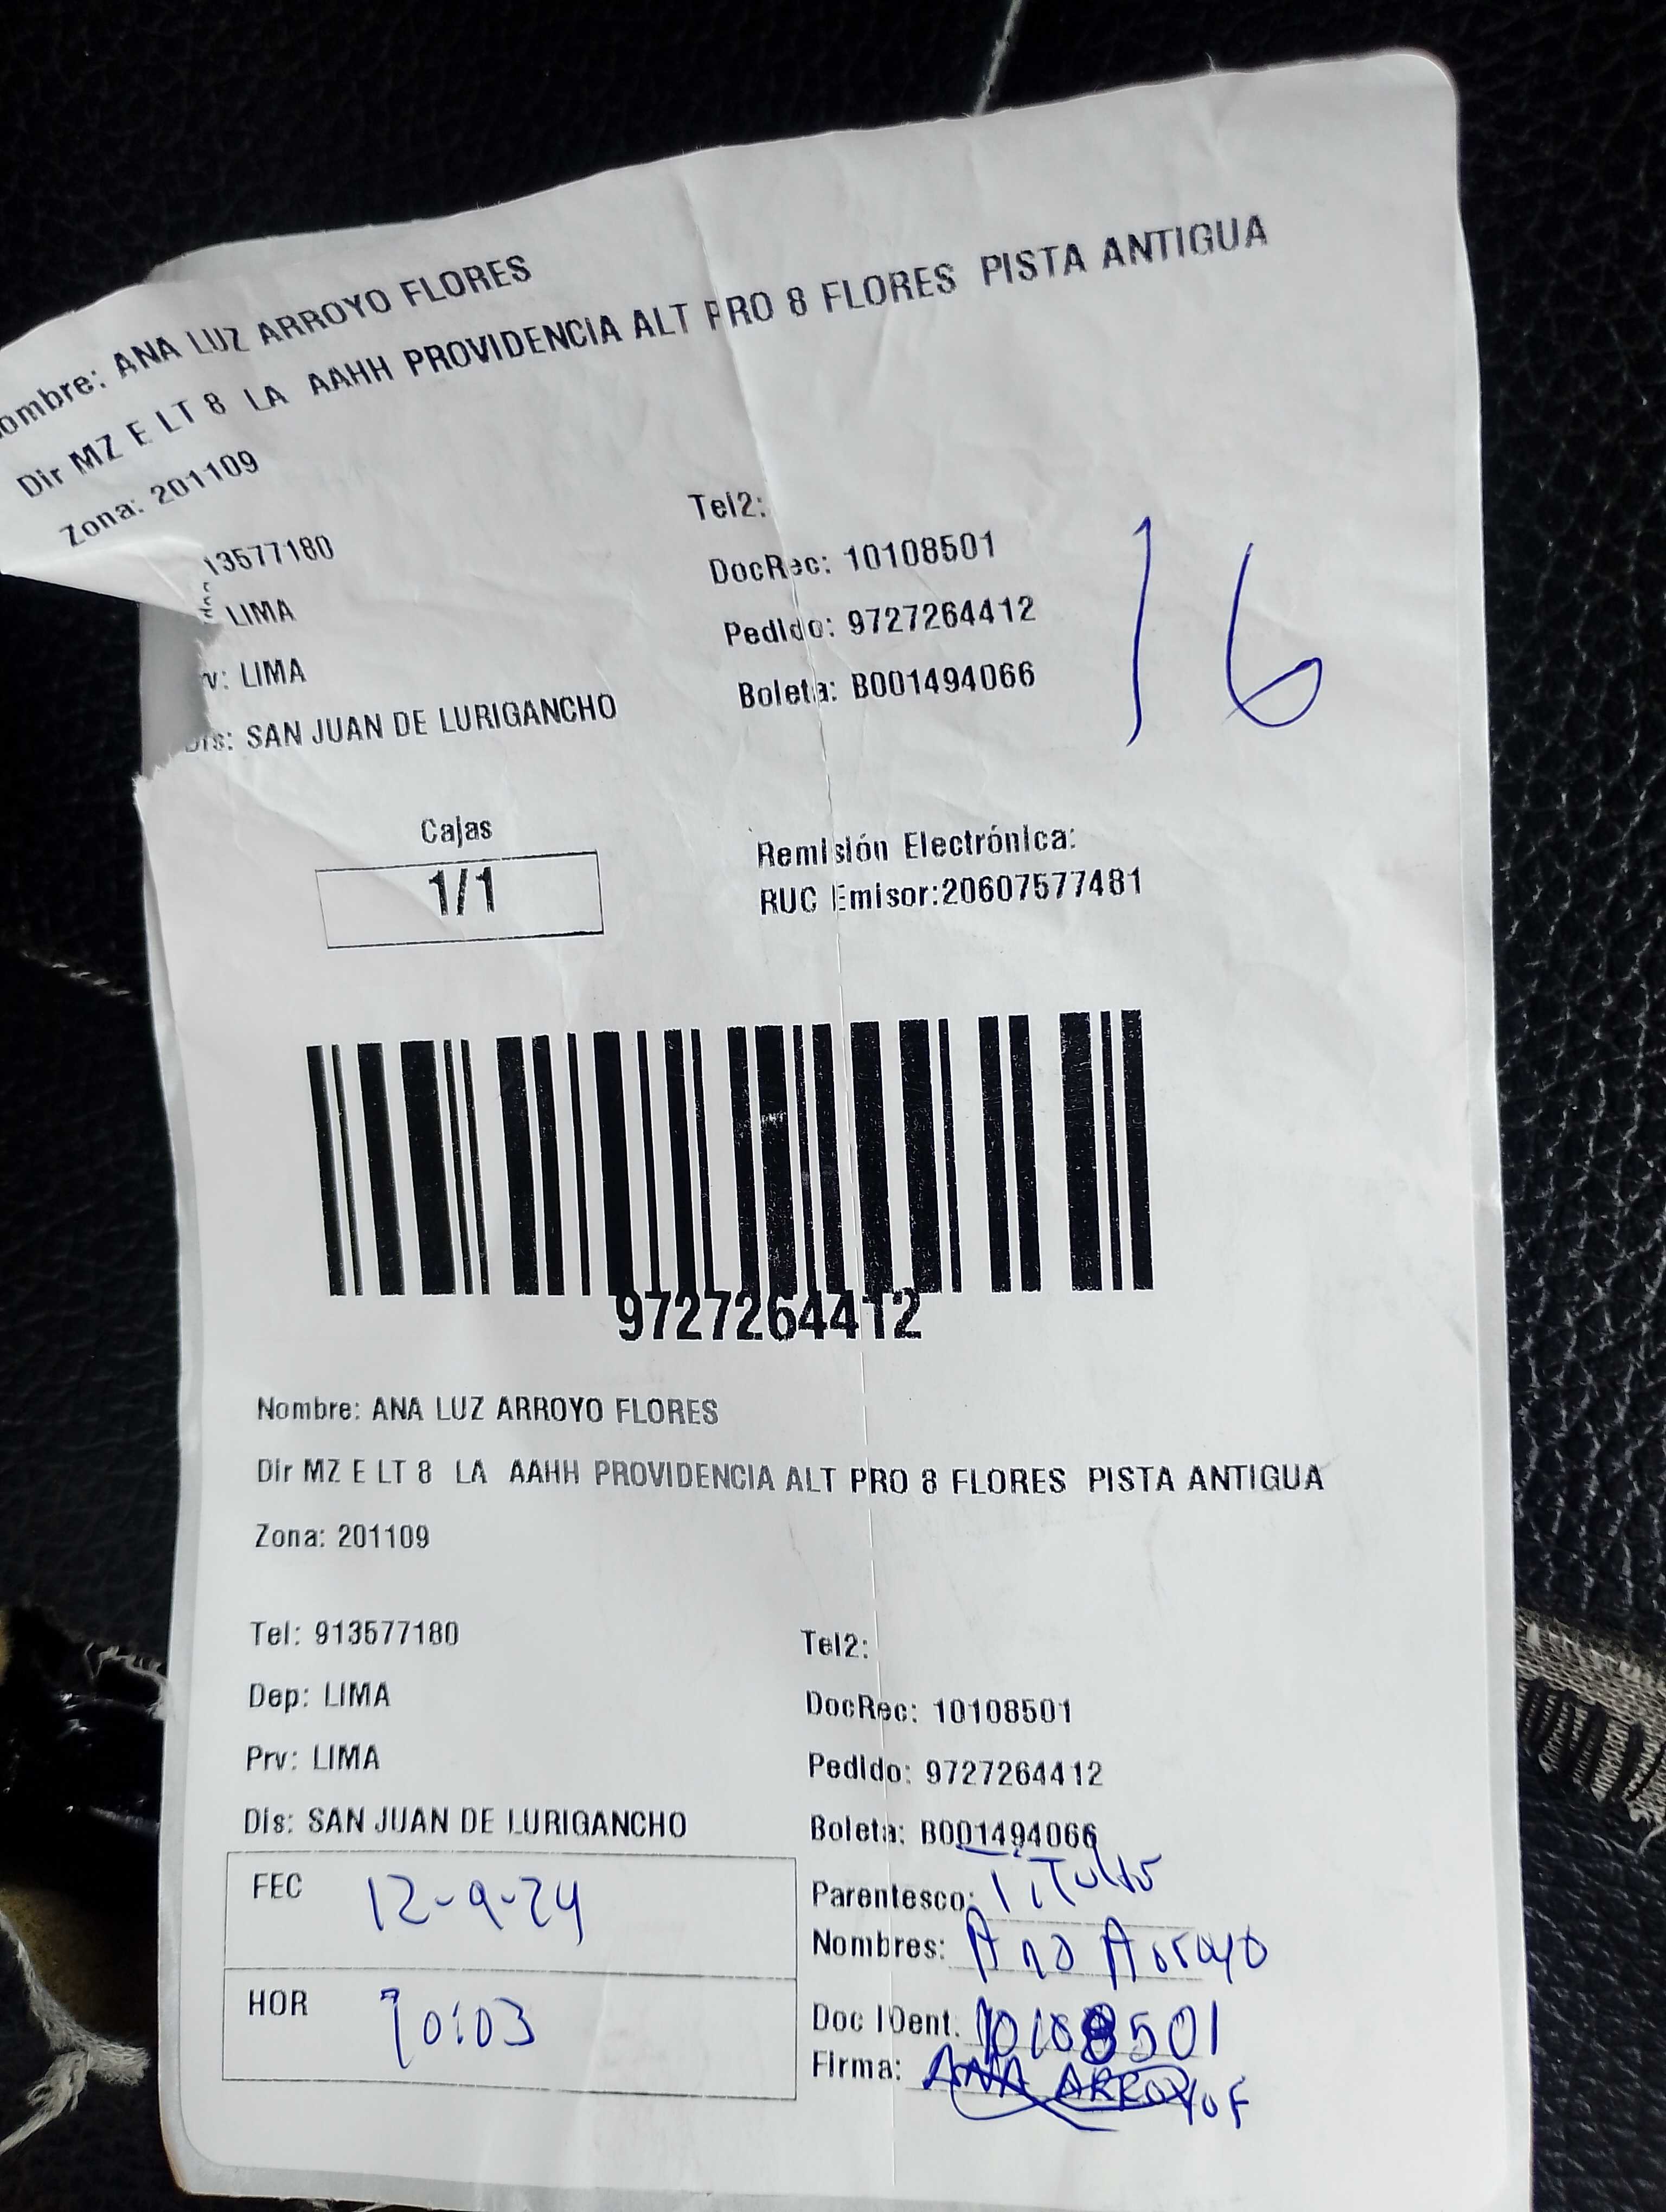 ombre: ANA LUZ ARROYO FLORES
Dir MZ E LT 8 LA AAHH PROVIDENCIA ALT PRO 8 FLORES PISTA ANTIGUA
Zona: 201109
13577180
Tel2:
LIMA
DocRec: 10108501
v: LIMA
Pedido: 9727264412
Dis: SAN JUAN DE LURIGANCHO
Boleta: B001494066
16
Cajas
1/1
Remisión Electrónica:
RUC Emisor:20607577481
9727264412
Nombre: ANA LUZ ARROYO FLORES
Dir MZ E LT 8 LA AAHH PROVIDENCIA ALT PRO 8 FLORES PISTA ANTIGUA
Zona: 201109
Tel: 913577180
Tel2:
Dep: LIMA
DocRec: 10108501
Prv: LIMA
Pedido: 9727264412
Dis: SAN JUAN DE LURIGANCHO
Boleta: B001494066
FEC 12-9-24
Parentesco:
Nombres: Ana Arroyo
HOR 10:03
Doc IDent. 10108501
Firma: ANA ARROYO F